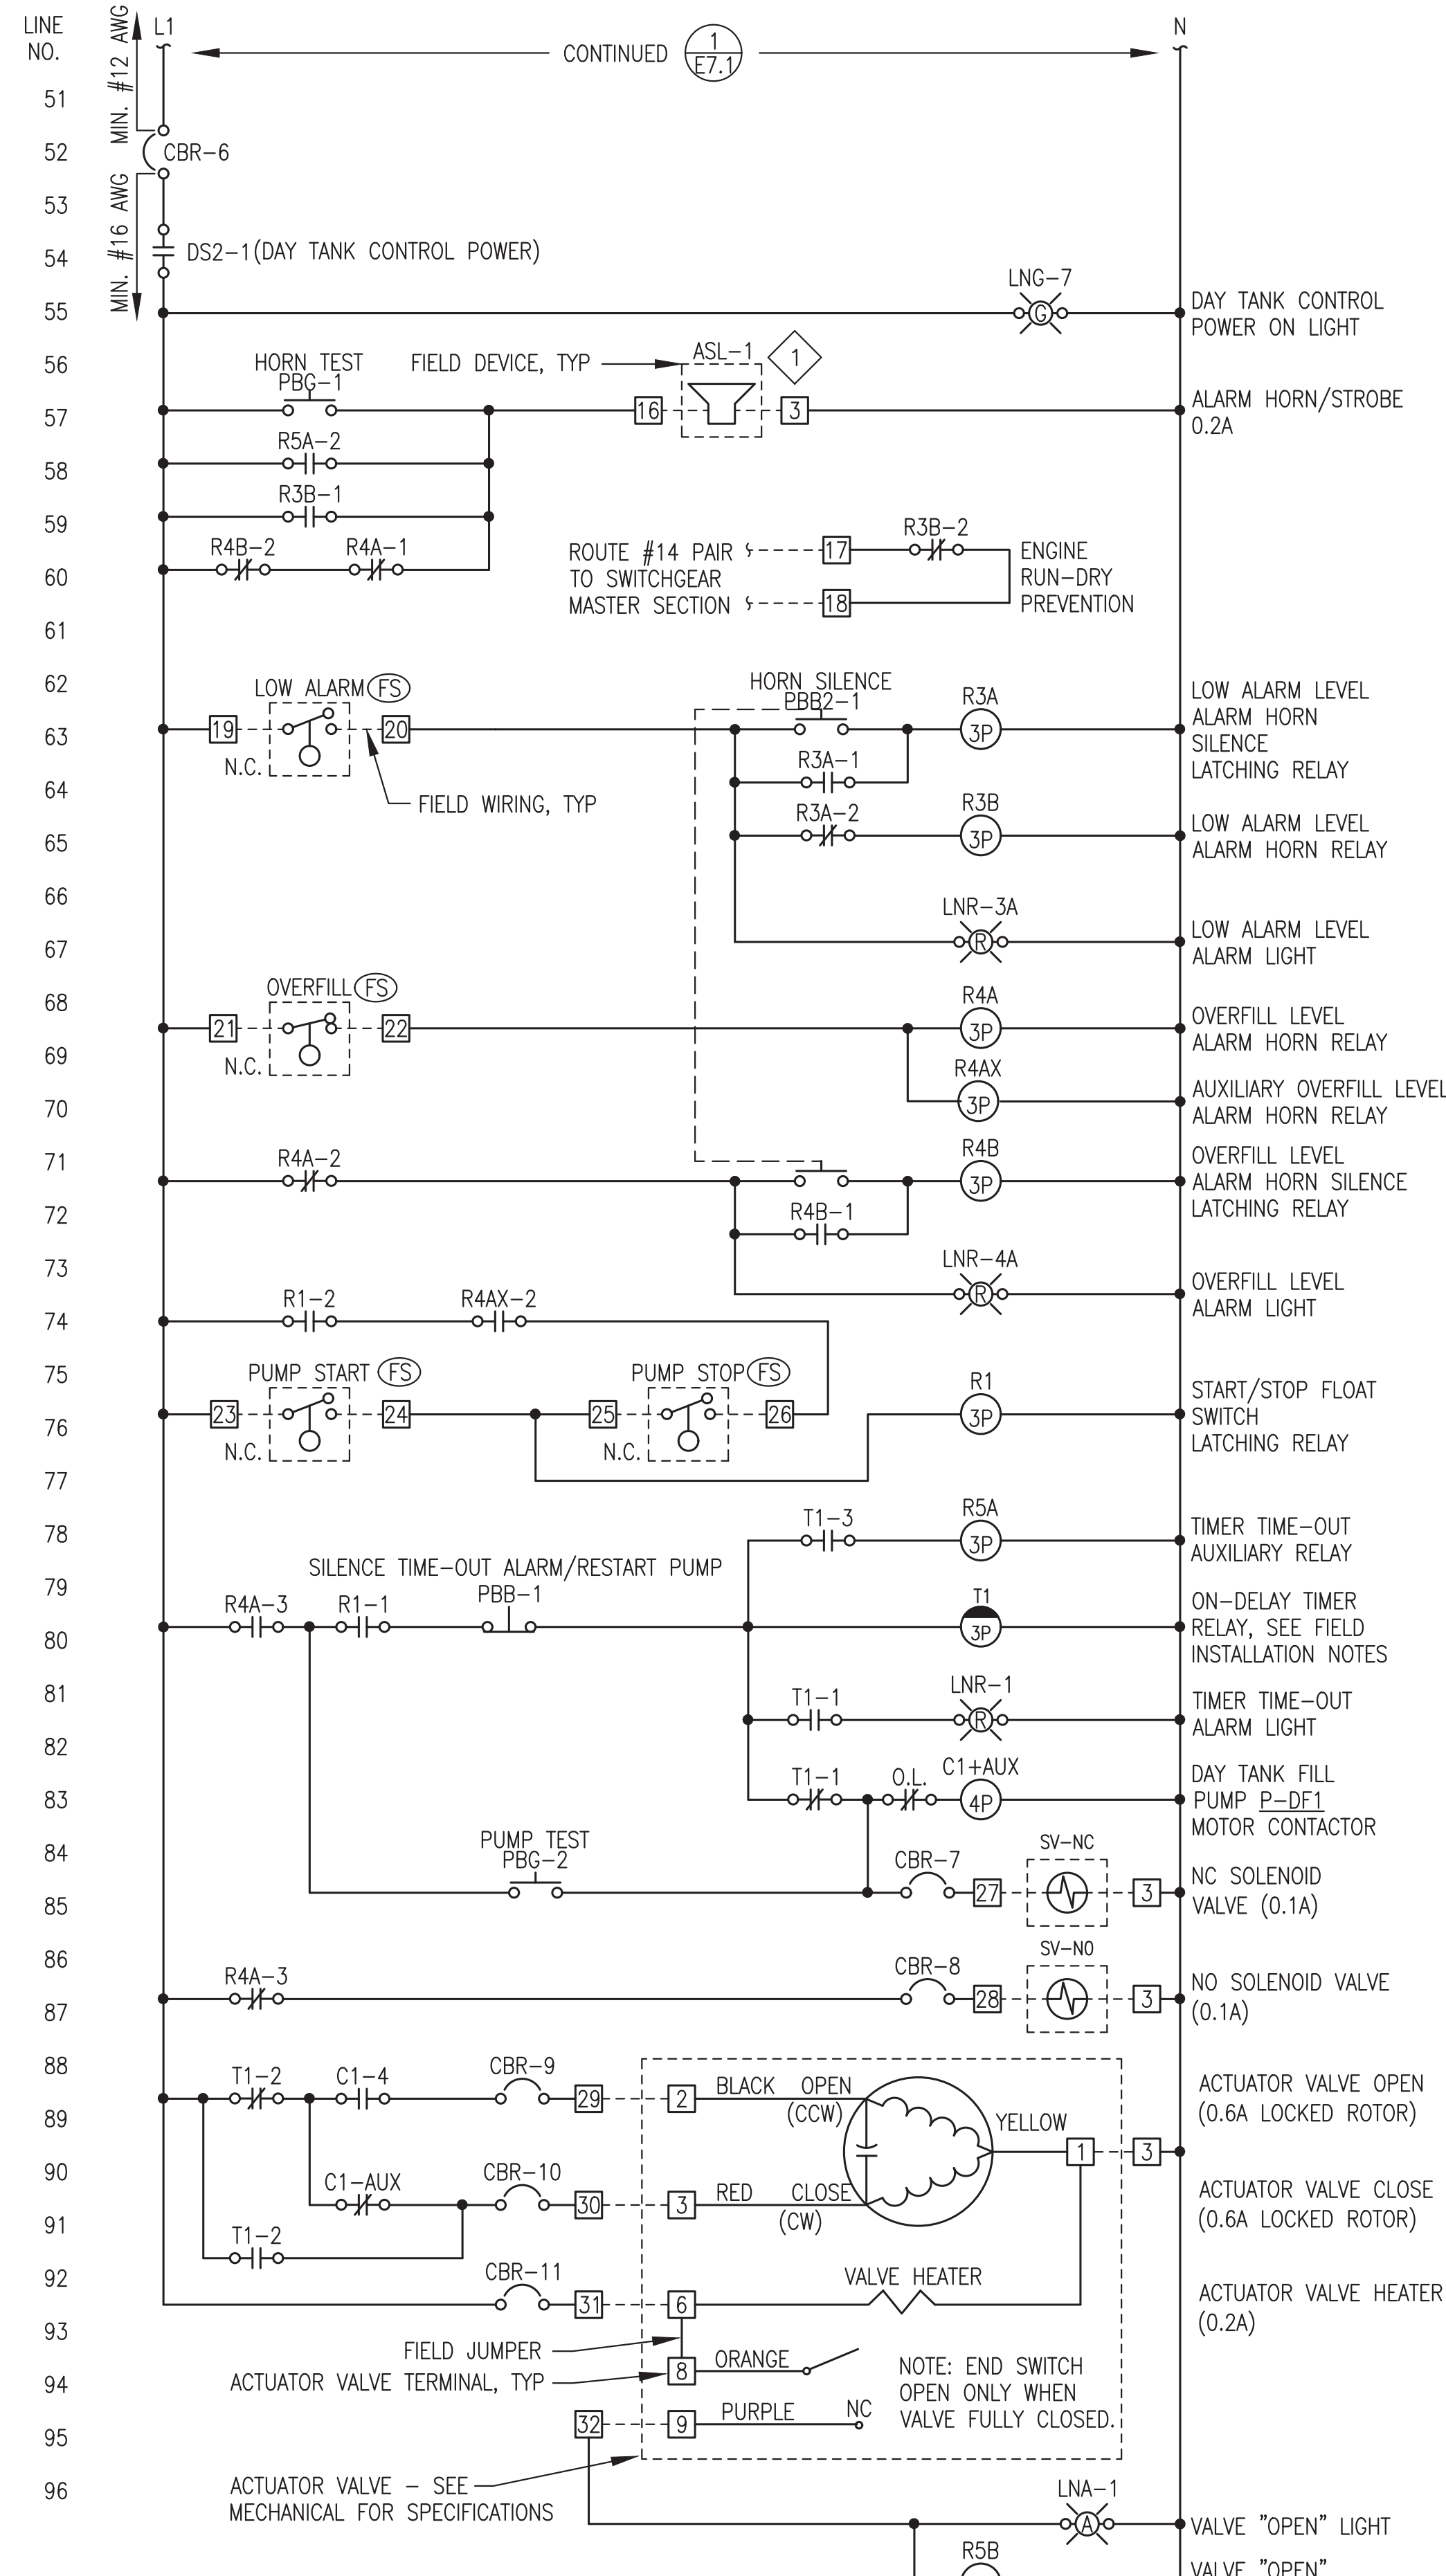 LINE
NO.
L1
MIN. #12 AWG
CONTINUED
1
E7.1
N
51
52
CBR-6
53
MIN. #16 AWG
54
DS2-1(DAY TANK CONTROL POWER)
LNG-7
55
G
DAY TANK CONTROL
POWER ON LIGHT
56
HORN TEST
PBG-1
FIELD DEVICE, TYP
ASL-1
1
57
16
3
ALARM HORN/STROBE
0.2A
58
R5A-2
59
R3B-1
60
R4B-2
R4A-1
ROUTE #14 PAIR
TO SWITCHGEAR
MASTER SECTION
17
18
R3B-2
ENGINE
RUN-DRY
PREVENTION
61
62
LOW ALARM
FS
HORN SILENCE
PBB2-1
R3A
63
19
20
N.C.
3P
LOW ALARM LEVEL
ALARM HORN
SILENCE
LATCHING RELAY
64
R3A-1
FIELD WIRING, TYP
65
R3A-2
R3B
3P
LOW ALARM LEVEL
ALARM HORN RELAY
66
67
LNR-3A
R
LOW ALARM LEVEL
ALARM LIGHT
68
OVERFILL
FS
R4A
69
21
22
N.C.
3P
OVERFILL LEVEL
ALARM HORN RELAY
70
R4AX
3P
AUXILIARY OVERFILL LEVEL
ALARM HORN RELAY
71
R4A-2
R4B
3P
OVERFILL LEVEL
ALARM HORN SILENCE
LATCHING RELAY
72
R4B-1
73
LNR-4A
R
OVERFILL LEVEL
ALARM LIGHT
74
R1-2
R4AX-2
75
PUMP START
FS
PUMP STOP
FS
R1
76
23
24
N.C.
25
26
N.C.
3P
START/STOP FLOAT
SWITCH
LATCHING RELAY
77
78
T1-3
R5A
3P
TIMER TIME-OUT
AUXILIARY RELAY
79
SILENCE TIME-OUT ALARM/RESTART PUMP
PBB-1
80
R4A-3
R1-1
T1
3P
ON-DELAY TIMER
RELAY, SEE FIELD
INSTALLATION NOTES
81
T1-1
LNR-1
R
TIMER TIME-OUT
ALARM LIGHT
82
83
T1-1
O.L.
C1+AUX
4P
DAY TANK FILL
PUMP P-DF1
MOTOR CONTACTOR
84
PUMP TEST
PBG-2
CBR-7
SV-NC
85
27
3
NC SOLENOID
VALVE (0.1A)
86
R4A-3
CBR-8
SV-NO
87
28
3
NO SOLENOID VALVE
(0.1A)
88
T1-2
C1-4
CBR-9
89
29
2
BLACK OPEN
(CCW)
YELLOW
ACTUATOR VALVE OPEN
(0.6A LOCKED ROTOR)
1
3
90
C1-AUX
CBR-10
91
30
3
RED CLOSE
(CW)
ACTUATOR VALVE CLOSE
(0.6A LOCKED ROTOR)
T1-2
92
CBR-11
31
6
VALVE HEATER
ACTUATOR VALVE HEATER
(0.2A)
93
FIELD JUMPER
94
ACTUATOR VALVE TERMINAL, TYP
8
ORANGE
NOTE: END SWITCH
OPEN ONLY WHEN
VALVE FULLY CLOSED.
95
32
9
PURPLE
NC
96
ACTUATOR VALVE - SEE
MECHANICAL FOR SPECIFICATIONS
LNA-1
A
VALVE "OPEN" LIGHT
R5B
VALVE "OPEN"